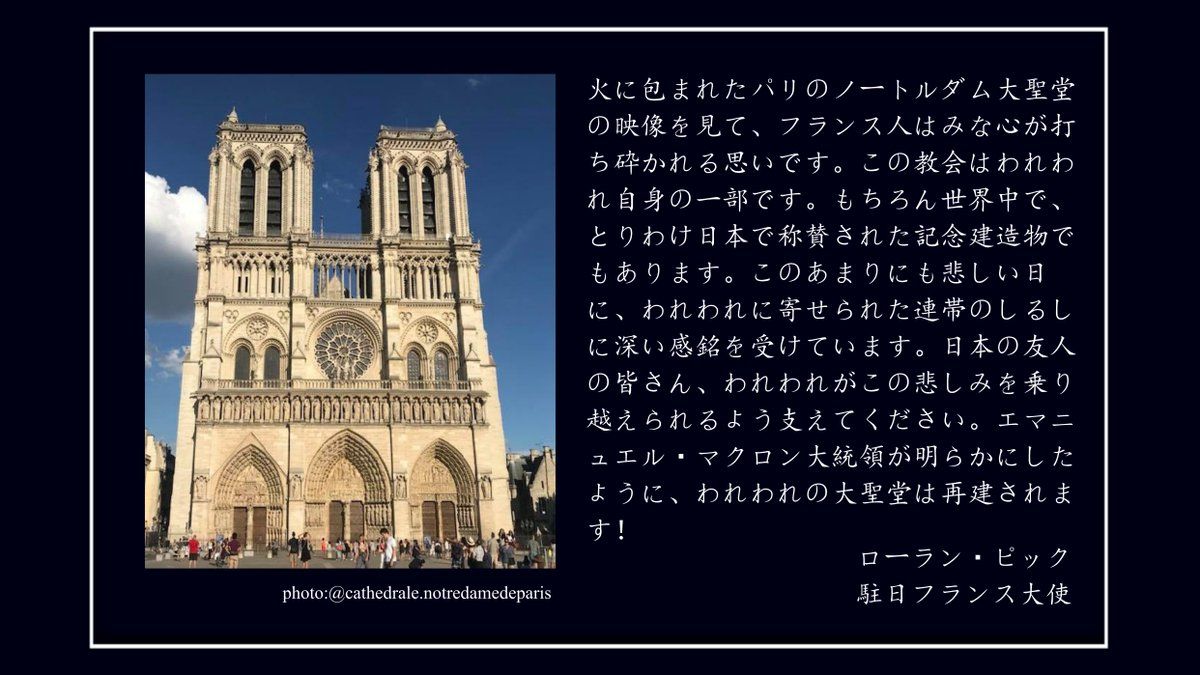 火に包まれたパリのノートルダム大聖堂
の映像を見て、フランス人はみな心が打
ち砕かれる思いです。この教会はわれわ
れ自身の一部です。もちろん世界中で、
とりわけ日本で称賛された記念建造物で
もあります。このあまりにも悲しい日
に、われわれに寄せられた連帯のしるし
に深い感銘を受けています。日本の友人
の皆さん、われわれがこの悲しみを乗り
越えられるよう支えてください。エマニ
ュエル・マクロン大統領が明らかにした
ように、われわれの大聖堂は再建されま
す!
ローラン・ピック
駐日フランス大使
photo:@cathedrale.notredamedeparis